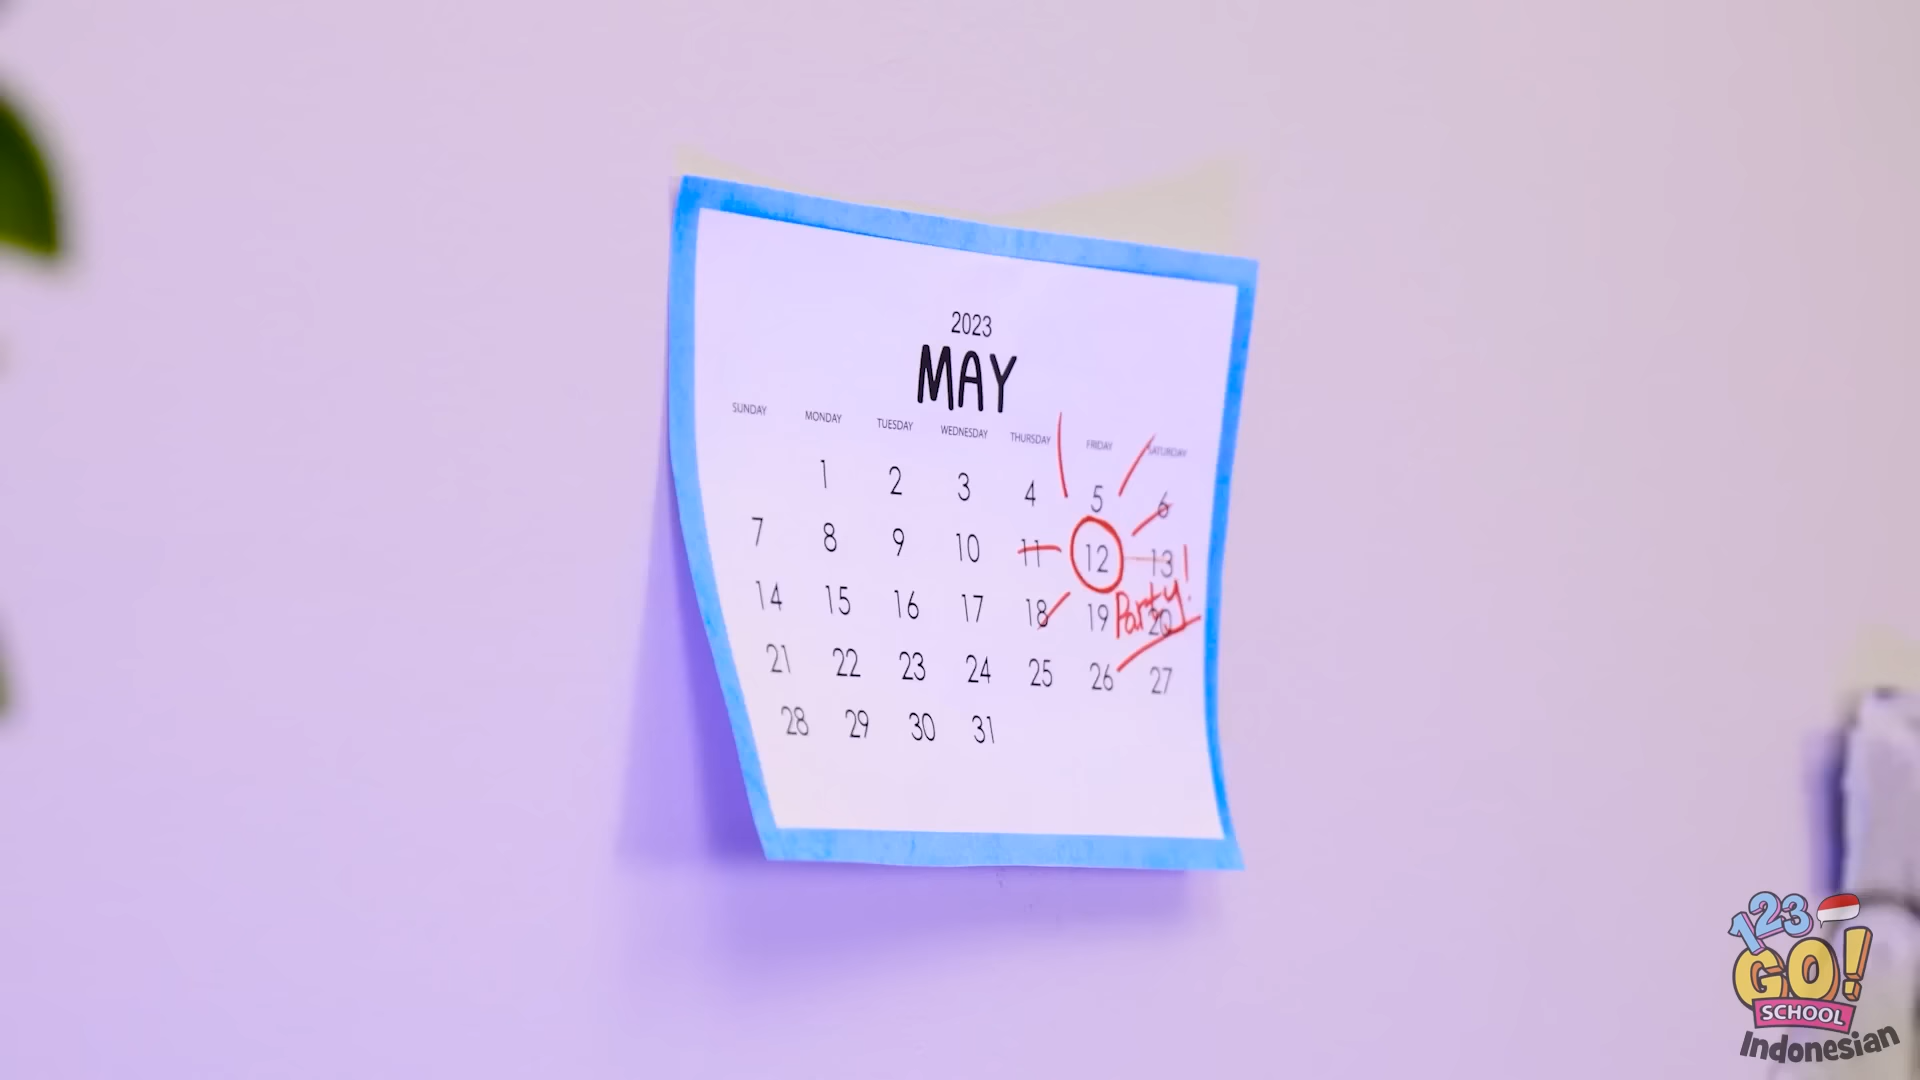 2023
MAY
SUNDAY MONDAY TUESDAY WEDNESDAY THURSDAY FRIDAY SATURDAY
1 2 3 4 5 6
7 8 9 10 11 12 13
14 15 16 17 18 19 20
Party!
21 22 23 24 25 26 27
28 29 30 31
123
GO!
SCHOOL
Indonesian